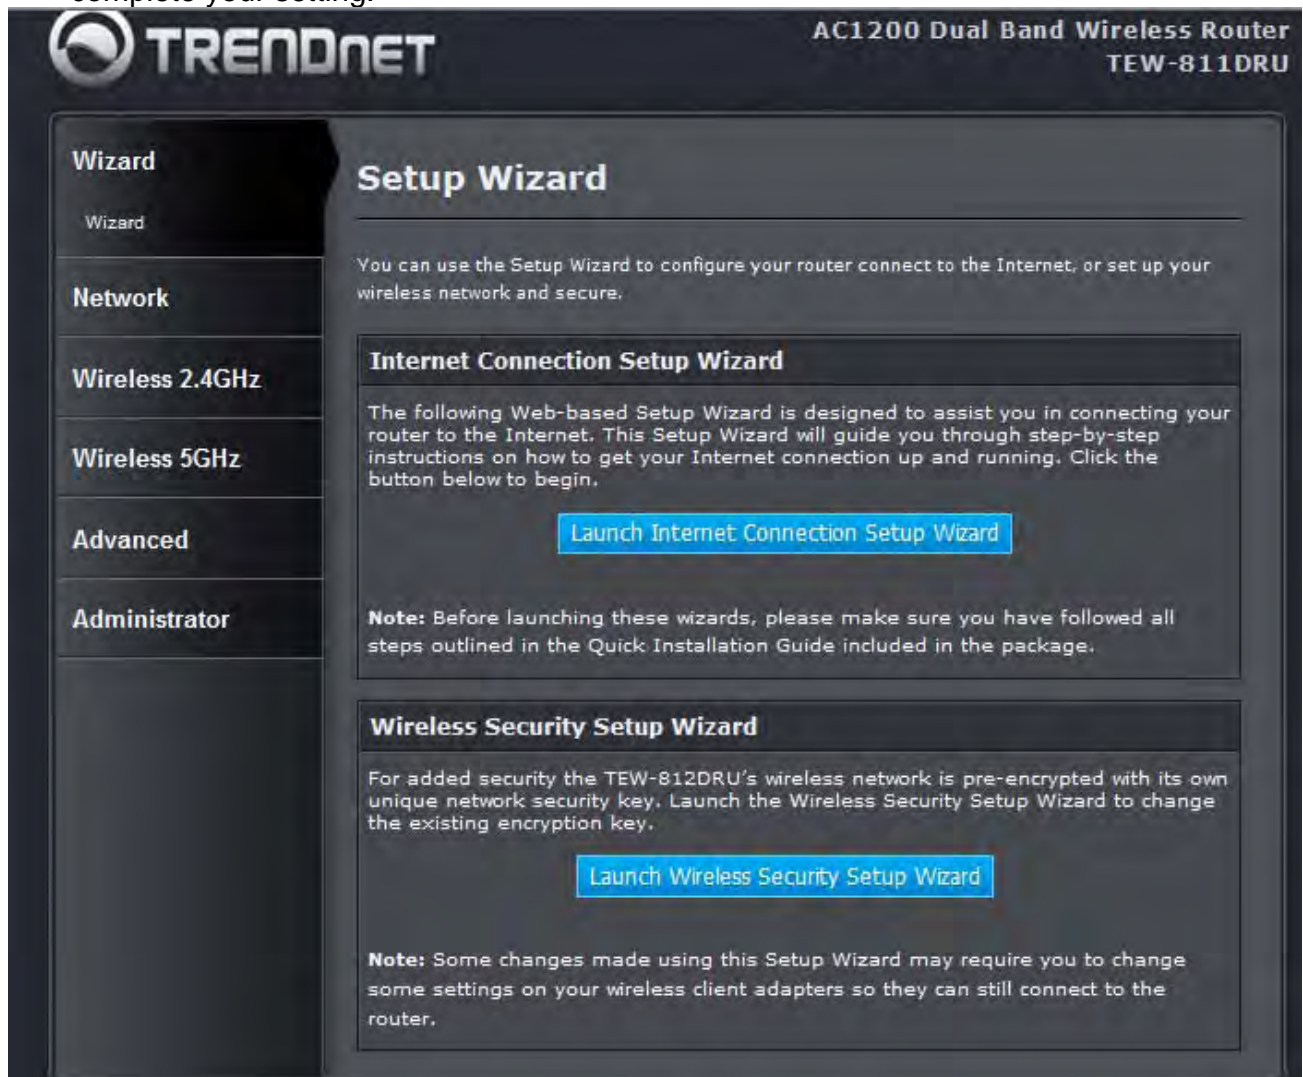 complete your setting.
TRENDNET
AC1200 Dual Band Wireless Router
TEW-811DRU
Wizard
Wizard
Network
Wireless 2.4GHz
Wireless 5GHz
Advanced
Administrator
Setup Wizard
You can use the Setup Wizard to configure your router connect to the Internet, or set up your
wireless network and secure.
Internet Connection Setup Wizard
The following Web-based Setup Wizard is designed to assist you in connecting your
router to the Internet. This Setup Wizard will guide you through step-by-step
instructions on how to get your Internet connection up and running. Click the
button below to begin.
Launch Internet Connection Setup Wizard
Note: Before launching these wizards, please make sure you have followed all
steps outlined in the Quick Installation Guide included in the package.
Wireless Security Setup Wizard
For added security the TEW-812DRU's wireless network is pre-encrypted with its own
unique network security key. Launch the Wireless Security Setup Wizard to change
the existing encryption key.
Launch Wireless Security Setup Wizard
Note: Some changes made using this Setup Wizard may require you to change
some settings on your wireless client adapters so they can still connect to the
router.